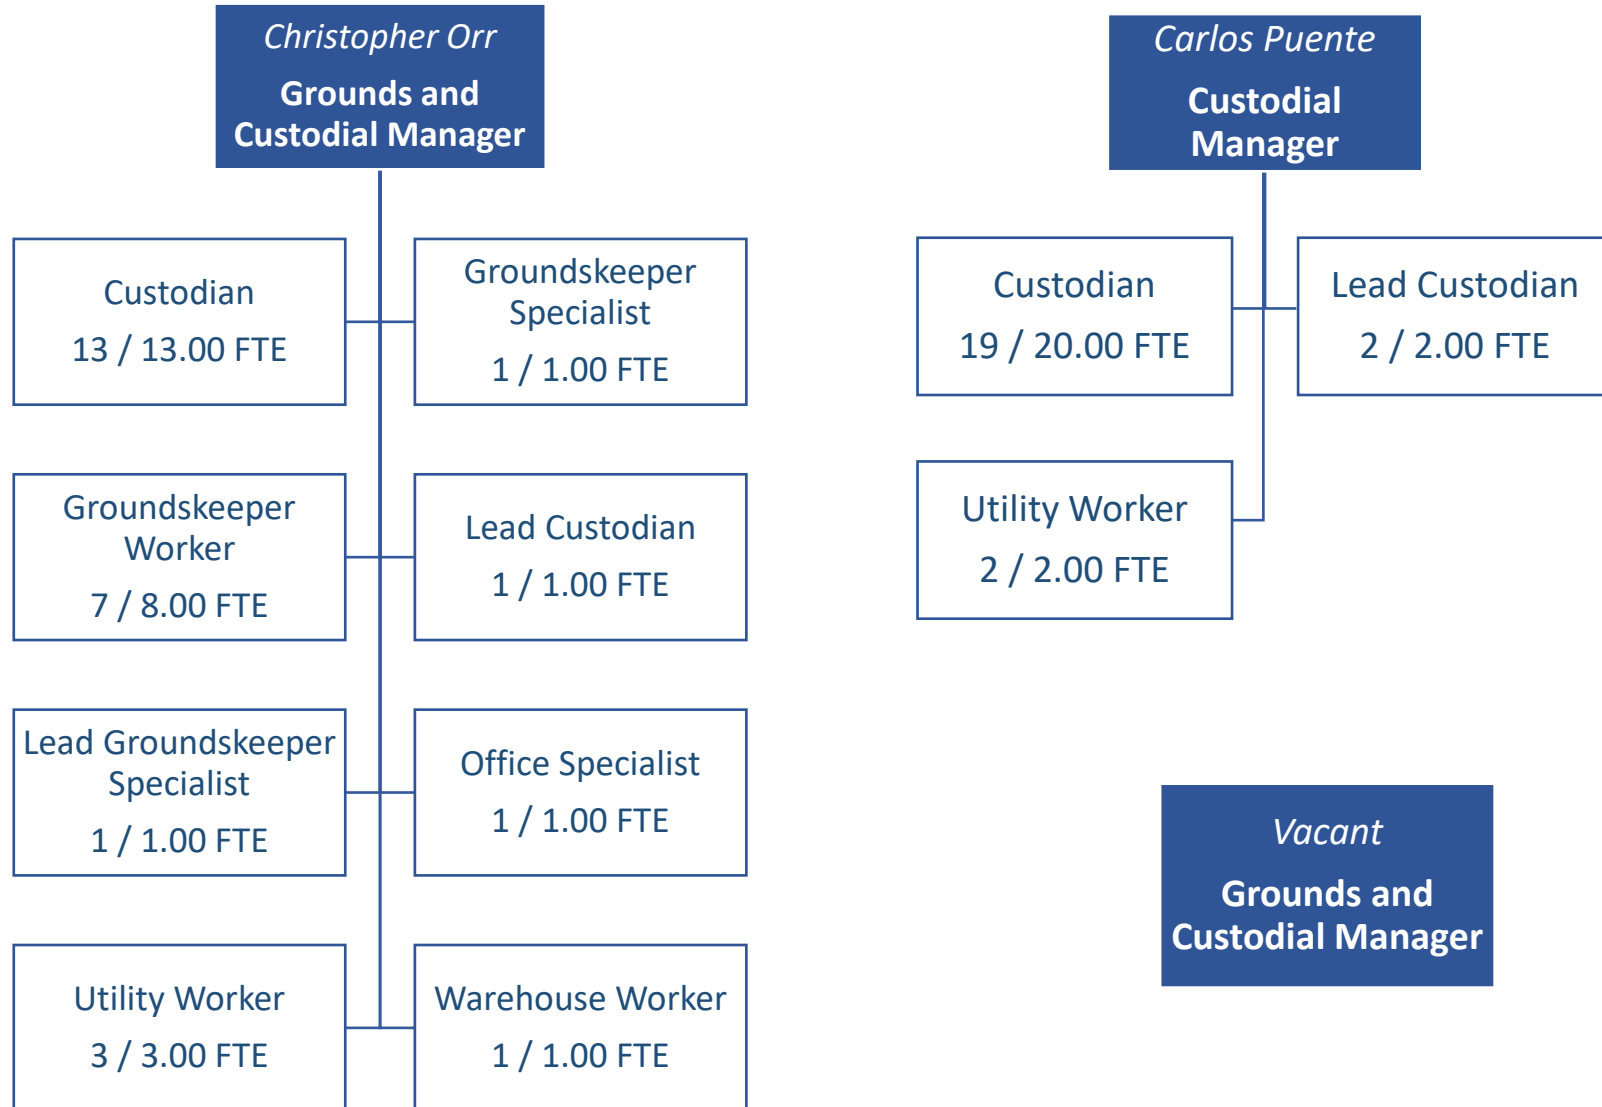 Christopher Orr
Grounds and
Custodial Manager
Custodian
13 / 13.00 FTE
Groundskeeper
Specialist
1 / 1.00 FTE
Groundskeeper
Worker
7 / 8.00 FTE
Lead Custodian
1 / 1.00 FTE
Lead Groundskeeper
Specialist
1 / 1.00 FTE
Office Specialist
1 / 1.00 FTE
Utility Worker
3 / 3.00 FTE
Warehouse Worker
1 / 1.00 FTE
Carlos Puente
Custodial
Manager
Custodian
19 / 20.00 FTE
Lead Custodian
2 / 2.00 FTE
Utility Worker
2 / 2.00 FTE
Vacant
Grounds and
Custodial Manager